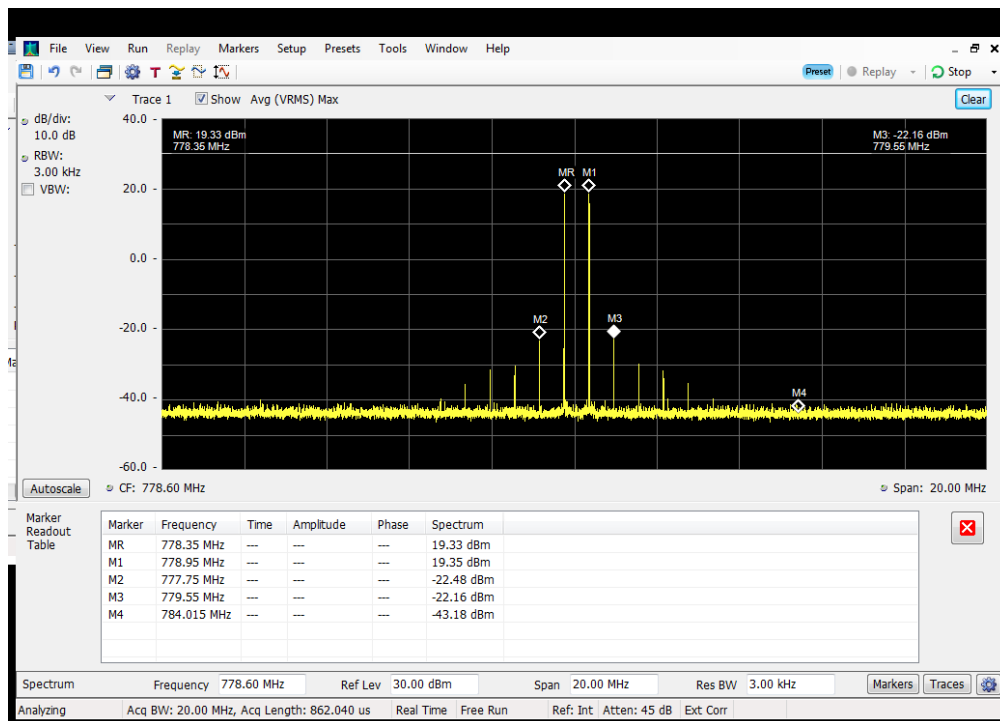 File View Run Replay Markers Setup Presets Tools Window Help
T Preset Replay Stop
Trace 1 Show Avg (VRMS) Max Clear
dB/div:
10.0 dB
RBW:
3.00 kHz
VBW:
40.0 -
20.0 -
0.0 -
-20.0 -
-40.0 -
-60.0 -
MR: 19.33 dBm
778.35 MHz
M3: -22.16 dBm
779.55 MHz
MR M1
M2 M3
M4
Autoscale CF: 778.60 MHz Span: 20.00 MHz
Marker
Readout
Table
Marker Frequency Time Amplitude Phase Spectrum
MR 778.35 MHz --- --- --- 19.33 dBm
M1 778.95 MHz --- --- --- 19.35 dBm
M2 777.75 MHz --- --- --- -22.48 dBm
M3 779.55 MHz --- --- --- -22.16 dBm
M4 784.015 MHz --- --- --- -43.18 dBm
Spectrum Frequency 778.60 MHz Ref Lev 30.00 dBm Span 20.00 MHz Res BW 3.00 kHz Markers Traces
Analyzing Acq BW: 20.00 MHz, Acq Length: 862.040 us Real Time Free Run Ref: Int Atten: 45 dB Ext Corr